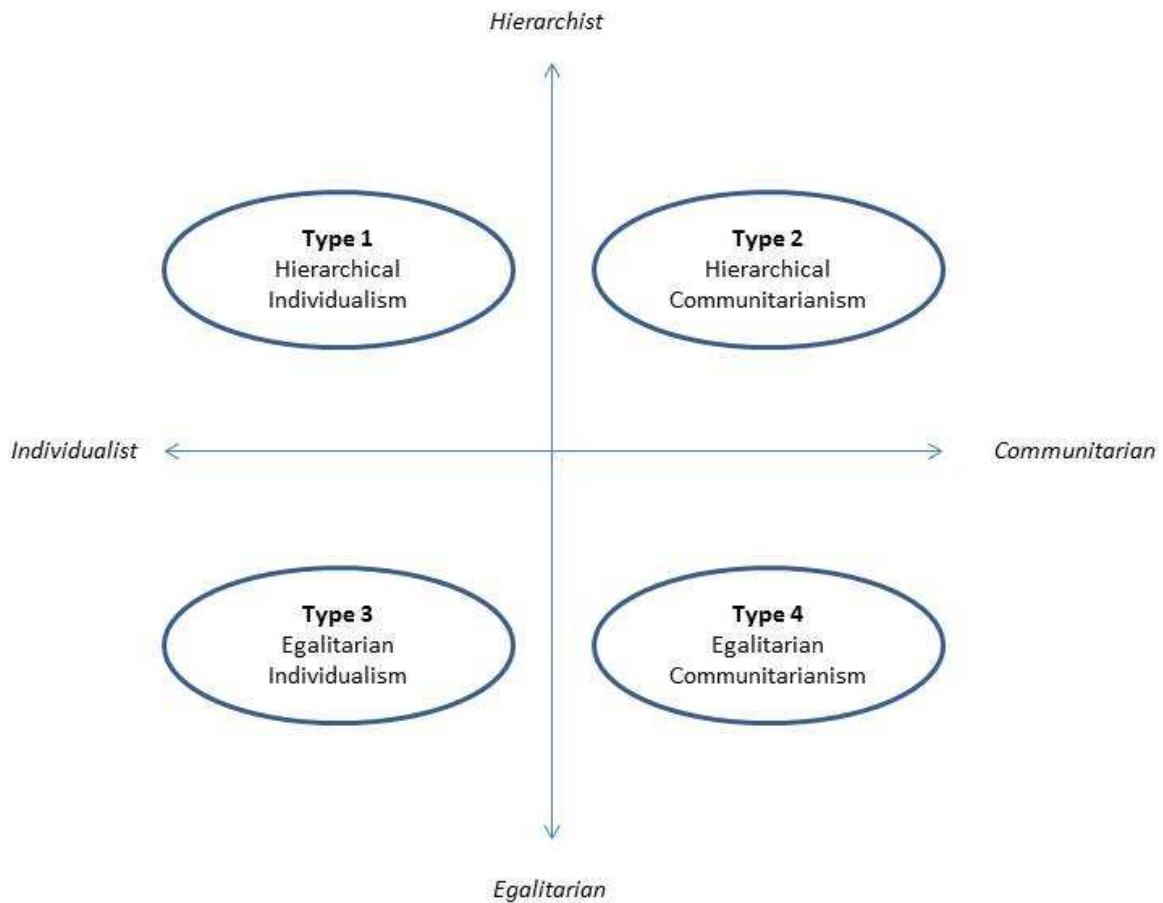 Hierarchist
Type 1
Hierarchical
Individualism
Type 2
Hierarchical
Communitarianism
Individualist
Communitarian
Type 3
Egalitarian
Individualism
Type 4
Egalitarian
Communitarianism
Egalitarian